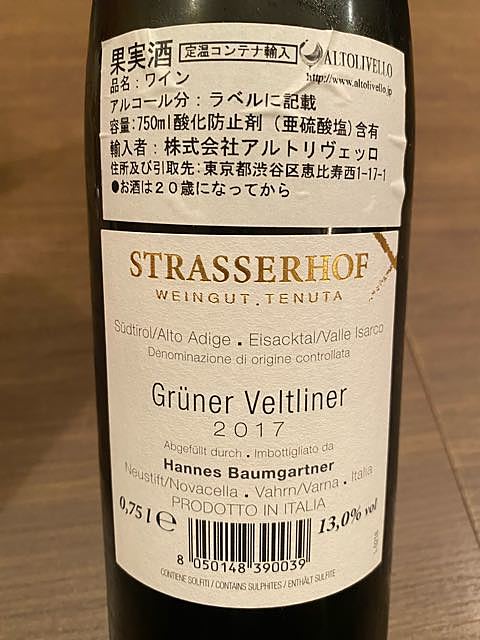 果実酒 定温コンテナ輸入 ALTOLIVELLO
品名：ワイン http://www.altolivello.jp
アルコール分：ラベルに記載
容量：750ml 酸化防止剤（亜硫酸塩）含有
輸入者：株式会社アルトリヴェッロ
住所及び引取先：東京都渋谷区恵比寿西1-17-1
●お酒は２０歳になってから
STRASSERHOF
WEINGUT.TENUTA
Südtirol/Alto Adige . Eisacktal/Valle Isarco
Denominazione di origine controllata
Grüner Veltliner
2017
Abgefüllt durch . Imbottigliato da
Hannes Baumgartner
Neustift/Novacella . Vahrn/Varna . Italia
PRODOTTO IN ITALIA
0,75 l e 13,0% vol
8 050148 390039
CONTIENE SOLFITI / CONTAINS SULPHITES / ENTHÄLT SULFITE